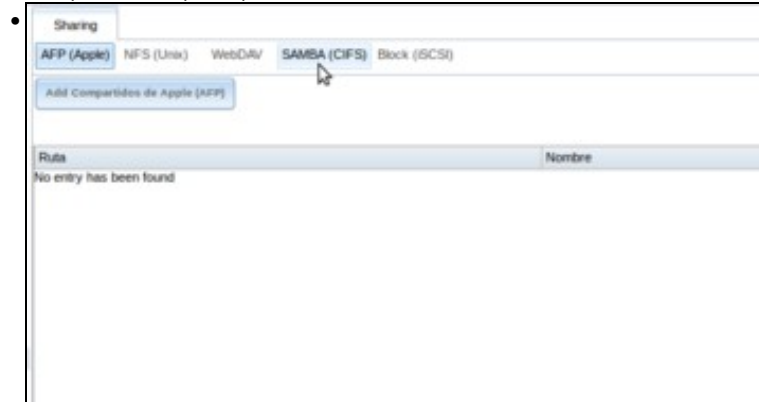 Sharing
AFP (Apple) NFS (Unix) WebDAV SAMBA (CIFS) Block (iSCSI)
Add Compartidos de Apple (AFP)
Ruta Nombre
No entry has been found